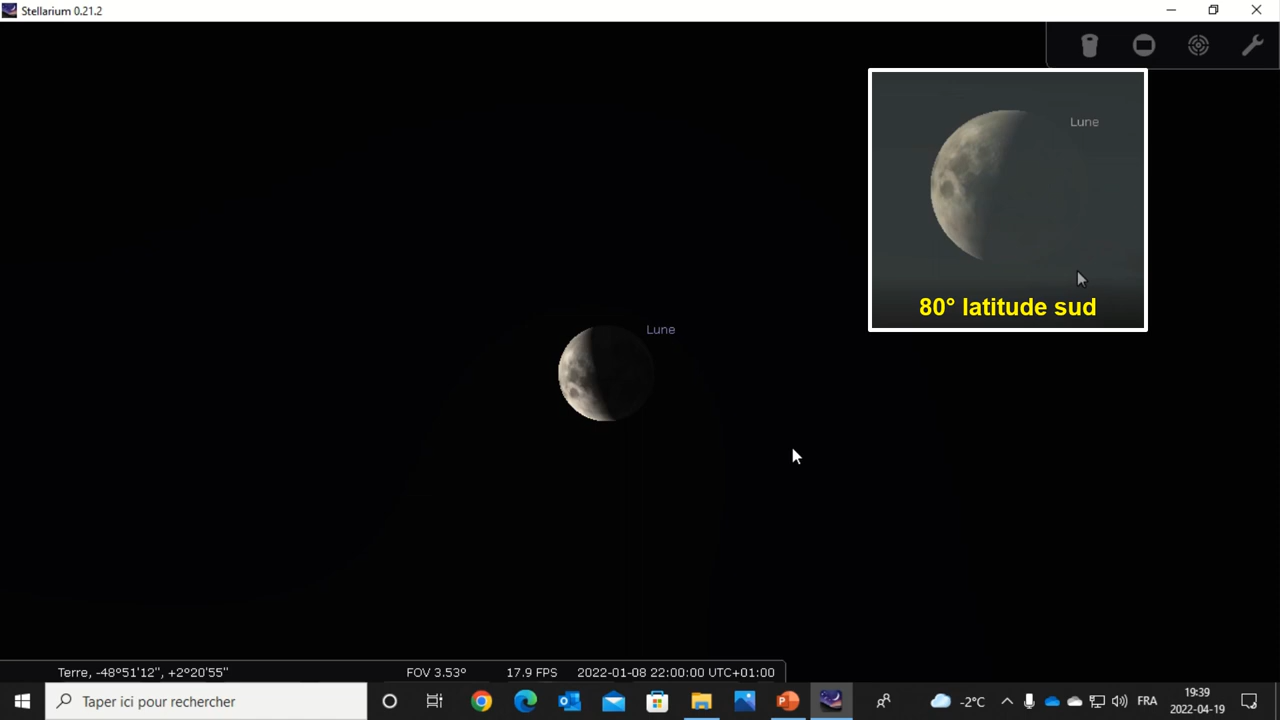 Stellarium 0.21.2
Lune
80° latitude sud
Lune
Terre, -48°51'12", +2°20'55"
FOV 3.53°
17.9 FPS
2022-01-08 22:00:00 UTC+01:00
Taper ici pour rechercher
-2°C
FRA
19:39
2022-04-19